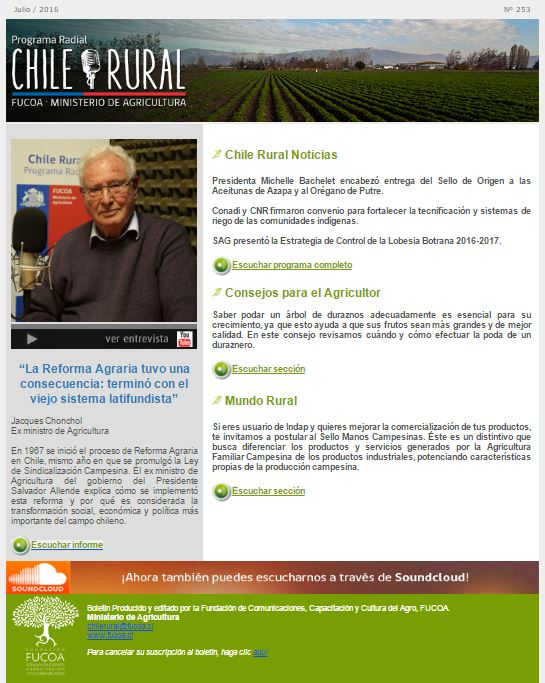 Julio / 2016
Nº 253
Programa Radial
CHILE RURAL
FUCOA · MINISTERIO DE AGRICULTURA
Chile Rural
Programa Radial
FUCOA
Ministerio de
Agricultura
ver entrevista
You
Tube
“La Reforma Agraria tuvo una
consecuencia: terminó con el
viejo sistema latifundista”
Jacques Chonchol
Ex ministro de Agricultura
En 1967 se inició el proceso de Reforma Agraria
en Chile, mismo año en que se promulgó la Ley
de Sindicalización Campesina. El ex ministro de
Agricultura del gobierno del Presidente
Salvador Allende explica cómo se implementó
esta reforma y por qué es considerada la
transformación social, económica y política más
importante del campo chileno.
Escuchar informe
Chile Rural Noticias
Presidenta Michelle Bachelet encabezó entrega del Sello de Origen a las
Aceitunas de Azapa y al Orégano de Putre.
Conadi y CNR firmaron convenio para fortalecer la tecnificación y sistemas de
riego de las comunidades indígenas.
SAG presentó la Estrategia de Control de la Lobesia Botrana 2016-2017.
Escuchar programa completo
Consejos para el Agricultor
Saber podar un árbol de duraznos adecuadamente es esencial para su
crecimiento, ya que esto ayuda a que sus frutos sean más grandes y de mejor
calidad. En este consejo revisamos cuándo y cómo efectuar la poda de un
duraznero.
Escuchar sección
Mundo Rural
Si eres usuario de Indap y quieres mejorar la comercialización de tus productos,
te invitamos a postular al Sello Manos Campesinas. Éste es un distintivo que
busca diferenciar los productos y servicios generados por la Agricultura
Familiar Campesina de los productos industriales, potenciando características
propias de la producción campesina.
Escuchar sección
SOUNDCLOUD
¡Ahora también puedes escucharnos a través de Soundcloud!
FUNDACIÓN
FUCOA
COMUNICACIONES
CAPACITACIÓN
Y CULTURA DEL AGRO
Boletín Producido y editado por la Fundación de Comunicaciones, Capacitación y Cultura del Agro, FUCOA.
Ministerio de Agricultura
chilerural@fucoa.cl
www.fucoa.cl
Para cancelar su suscripción al boletín, haga clic aquí